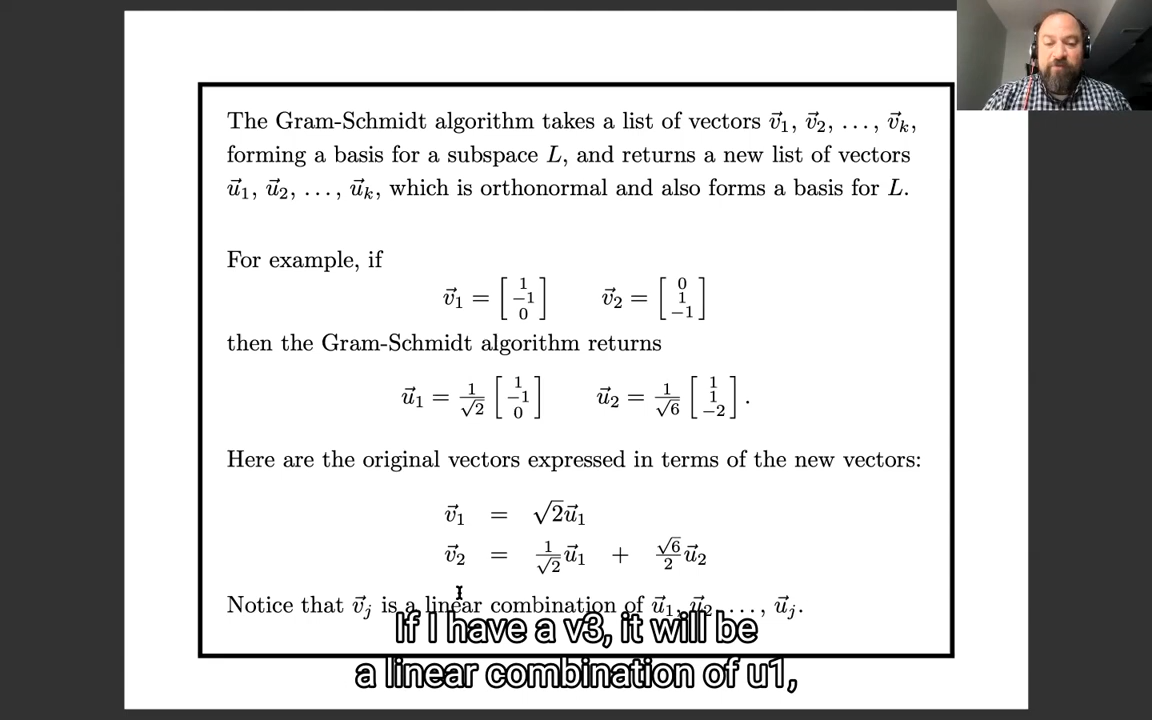 The Gram-Schmidt algorithm takes a list of vectors v⃗₁, v⃗₂, …, v⃗ₖ,
forming a basis for a subspace L, and returns a new list of vectors
u⃗₁, u⃗₂, …, u⃗ₖ, which is orthonormal and also forms a basis for L.
For example, if
v⃗₁ = [1 −1 0] v⃗₂ = [0 1 −1]
then the Gram-Schmidt algorithm returns
u⃗₁ = 1/√2 [1 −1 0] u⃗₂ = 1/√6 [1 1 −2].
Here are the original vectors expressed in terms of the new vectors:
v⃗₁ = √2u⃗₁
v⃗₂ = 1/√2 u⃗₁ + √6/2 u⃗₂
Notice that v⃗ⱼ is a linear combination of u⃗₁, u⃗₂, …, u⃗ⱼ.
If I have a v3, it will be
a linear combination of u1,